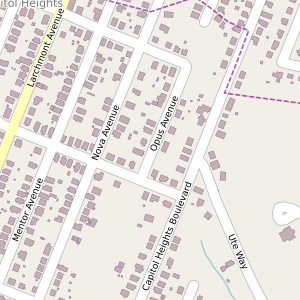 Capitol Heights
Larchmont Avenue
Nova Avenue
Opus Avenue
Mentor Avenue
Capitol Heights Boulevard
Ute Way